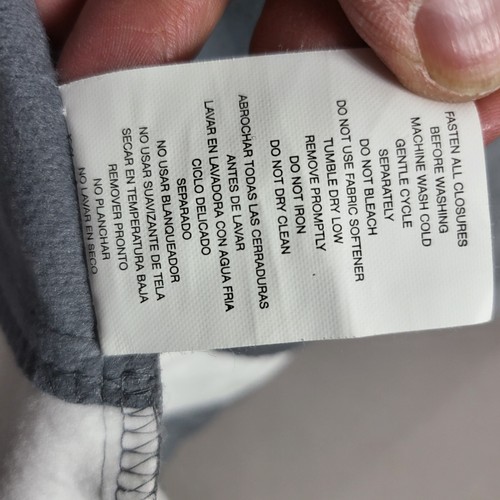 FASTEN ALL CLOSURES
BEFORE WASHING
MACHINE WASH COLD
GENTLE CYCLE
SEPARATELY
DO NOT BLEACH
DO NOT USE FABRIC SOFTENER
TUMBLE DRY LOW
REMOVE PROMPTLY
DO NOT IRON
DO NOT DRY CLEAN
ABROCHAR TODAS LAS CERRADURAS
ANTES DE LAVAR
LAVAR EN LAVADORA CON AGUA FRIA
CICLO DELICADO
SEPARADO
NO USAR BLANQUEADOR
NO USAR SUAVIZANTE DE TELA
SECAR EN TEMPERATURA BAJA
REMOVER PRONTO
NO PLANCHAR
NO LAVAR EN SECO